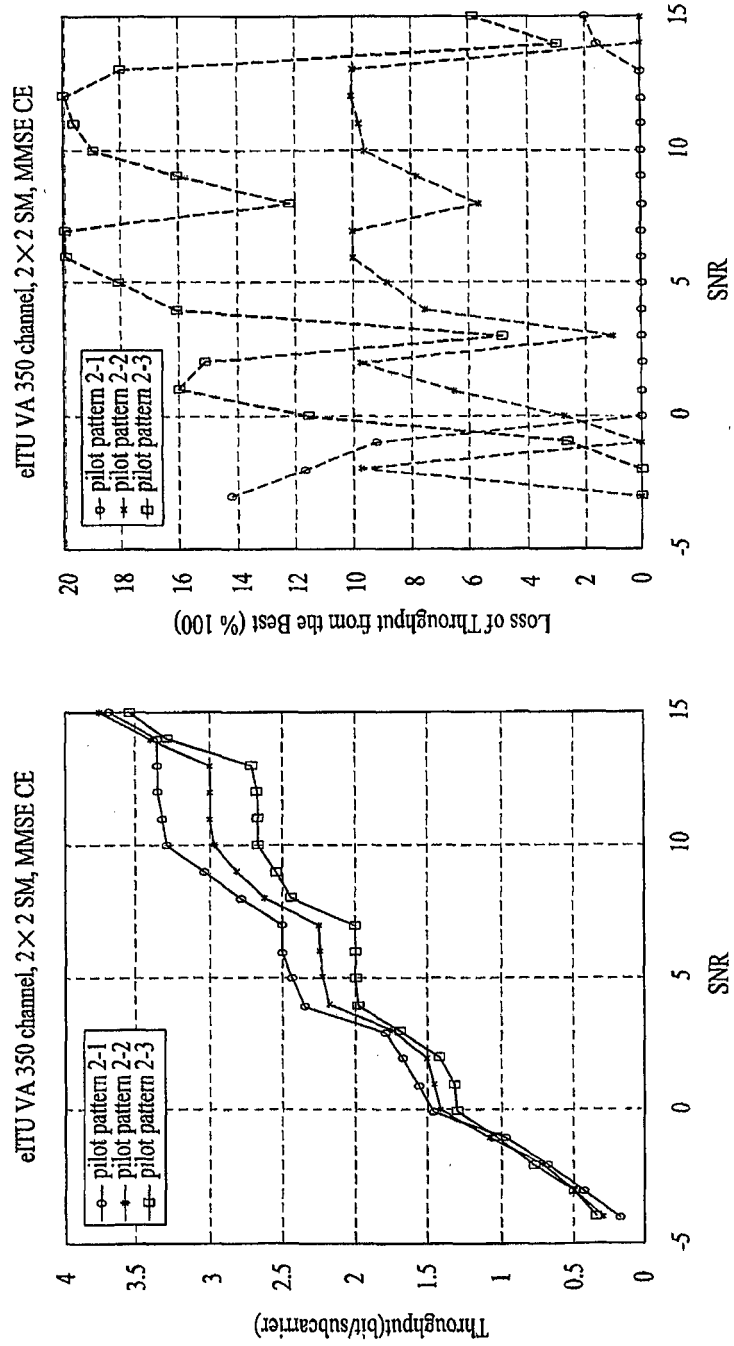 eITU VA 350 channel, 2×2 SM, MMSE CE
pilot pattern 2-1
pilot pattern 2-2
pilot pattern 2-3
Throughput(bit/subcarrier)
4
3.5
3
2.5
2
1.5
1
0.5
0
-5
0
5
10
15
SNR
eITU VA 350 channel, 2×2 SM, MMSE CE
pilot pattern 2-1
pilot pattern 2-2
pilot pattern 2-3
Loss of Throughput from the Best (% 100)
20
18
16
14
12
10
8
6
4
2
0
-5
0
5
10
15
SNR